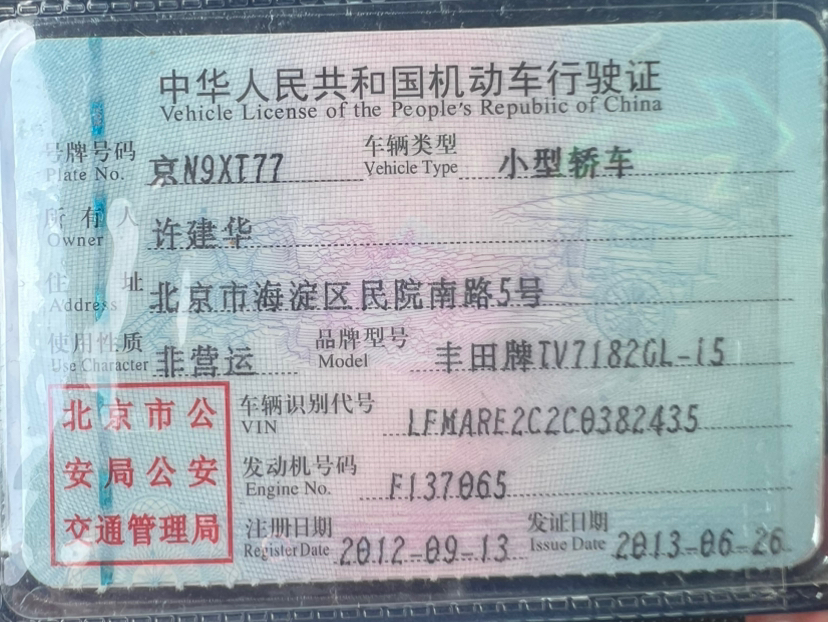 中华人民共和国机动车行驶证
Vehicle License of the People's Repubiic of China
号牌号码 京N9XT77 车辆类型 小型轿车
Plate No. Vehicle Type
所有人 许建华
Owner
住址 北京市海淀区民院南路5号
Address
使用性质 非营运 品牌型号 丰田牌TV7182GL-i5
Use Character Model
北京市公
安局公安
交通管理局
车辆识别代号 LFMARE2C2C0382435
VIN
发动机号码 F137065
Engine No.
注册日期 2012-09-13 发证日期 2013-06-26
Register Date Issue Date